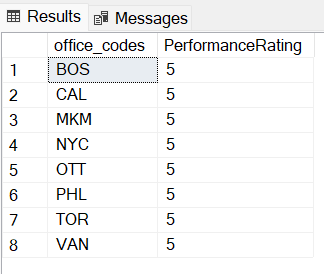 Results Messages
office_codes PerformanceRating
1 BOS 5
2 CAL 5
3 MKM 5
4 NYC 5
5 OTT 5
6 PHL 5
7 TOR 5
8 VAN 5